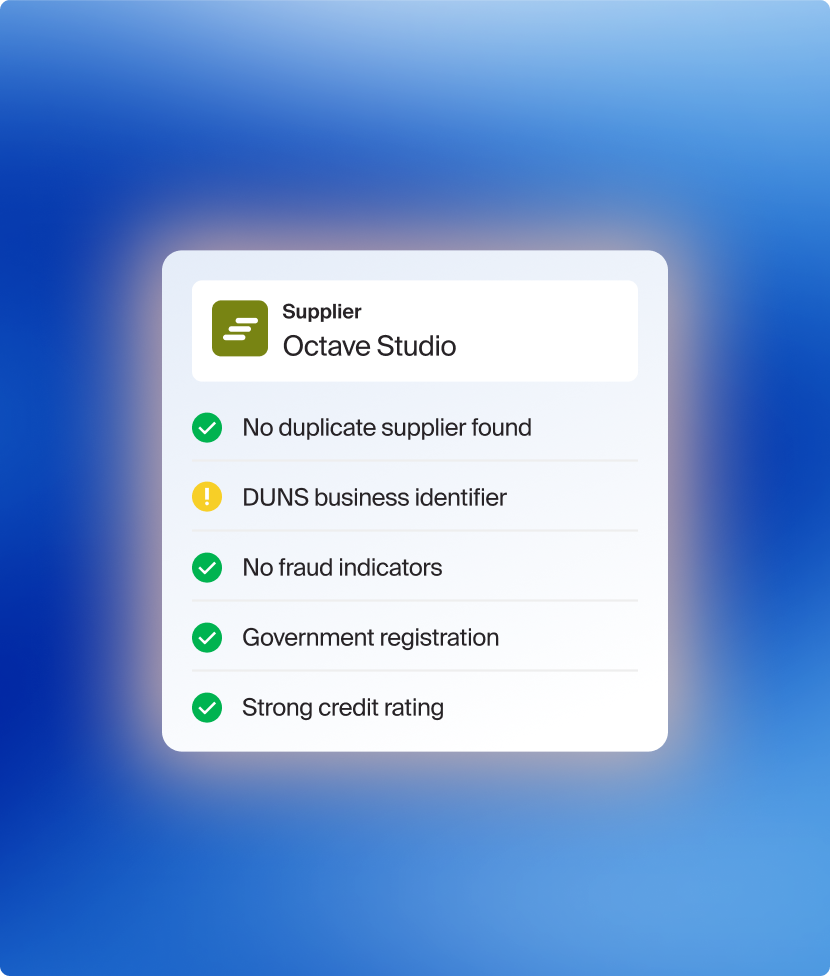 Supplier
Octave Studio
No duplicate supplier found
DUNS business identifier
No fraud indicators
Government registration
Strong credit rating